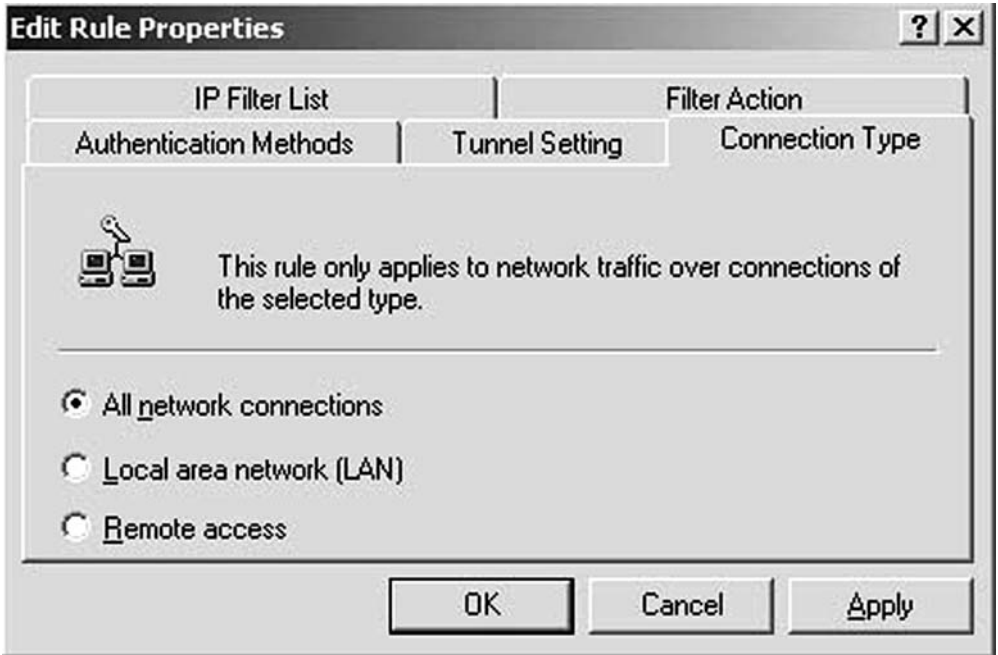 Edit Rule Properties
IP Filter List
Filter Action
Authentication Methods
Tunnel Setting
Connection Type
This rule only applies to network traffic over connections of
the selected type.
All network connections
Local area network (LAN)
Remote access
OK
Cancel
Apply